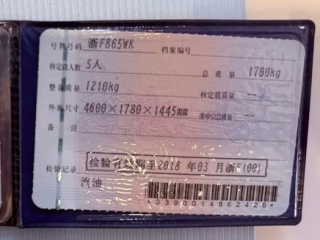 号牌号码 浙F865WK 档案编号
核定载人数 5人 总质量 1700kg
整备质量 1210kg 核定载质量 --
外廓尺寸 4600×1780×1445mm 准牵引总质量 --
备注
检验记录 检验有效期至2018年03月浙F(00)
汽油
*3390014862426*